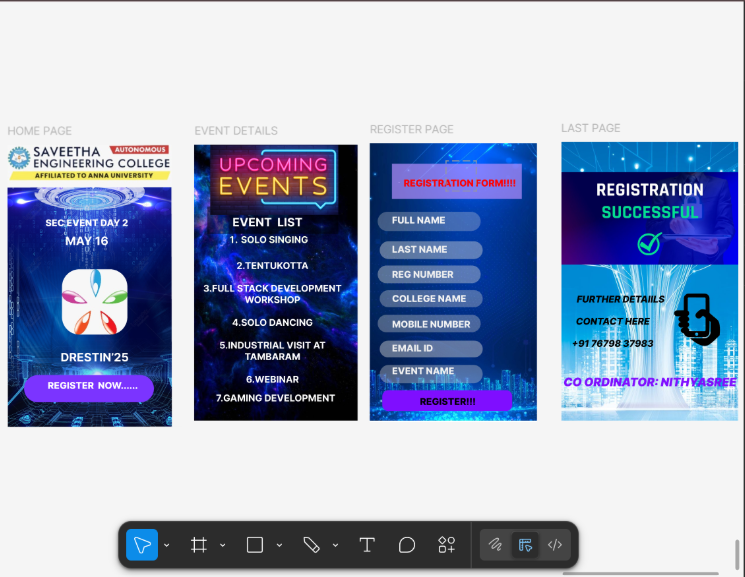 HOME PAGE
SAVEETHA AUTONOMOUS
ENGINEERING COLLEGE
AFFILIATED TO ANNA UNIVERSITY
SEC:EVENT DAY 2
MAY 16
DRESTIN'25
REGISTER NOW......
EVENT DETAILS
UPCOMING
EVENTS
EVENT LIST
1. SOLO SINGING
2.TENTUKOTTA
3.FULL STACK DEVELOPMENT
WORKSHOP
4.SOLO DANCING
5.INDUSTRIAL VISIT AT
TAMBARAM
6.WEBINAR
7.GAMING DEVELOPMENT
REGISTER PAGE
REGISTRATION FORM!!!!
FULL NAME
LAST NAME
REG NUMBER
COLLEGE NAME
MOBILE NUMBER
EMAIL ID
EVENT NAME
REGISTER!!!
LAST PAGE
REGISTRATION
SUCCESSFUL
FURTHER DETAIILS
CONTACT HERE
+91 76798 37983
CO ORDINATOR: NITHYASREE